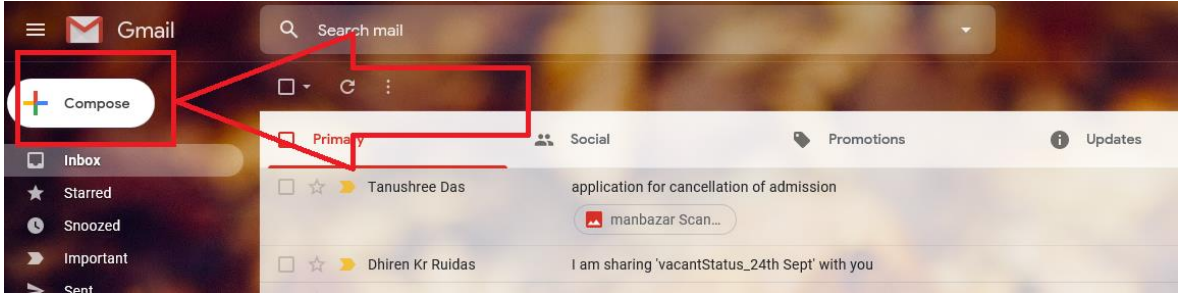 Gmail
Search mail
Compose
Primary
Social
Promotions
Updates
Inbox
Tanushree Das application for cancellation of admission
Starred
manbazar Scan...
Snoozed
Important
Dhiren Kr Ruidas I am sharing 'vacantStatus_24th Sept' with you
Sent